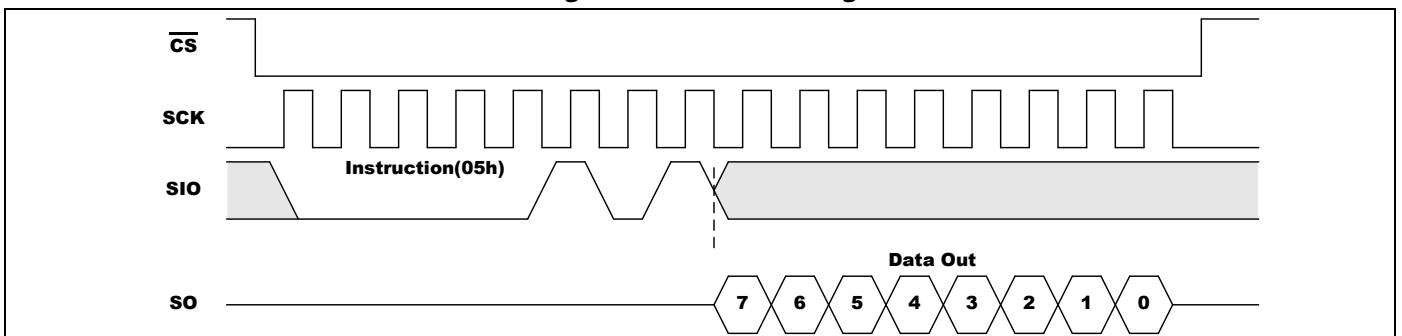 CS
SCK
Instruction(05h)
SIO
Data Out
SO 7 6 5 4 3 2 1 0